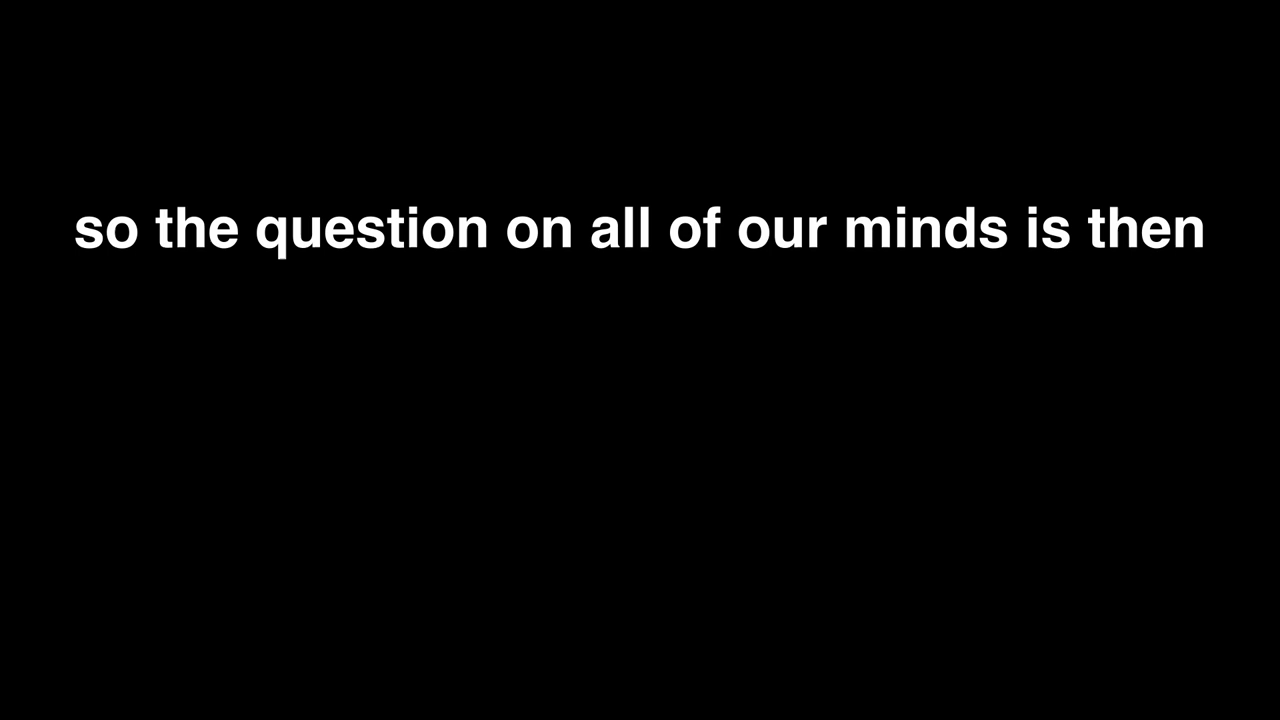 so the question on all of our minds is then